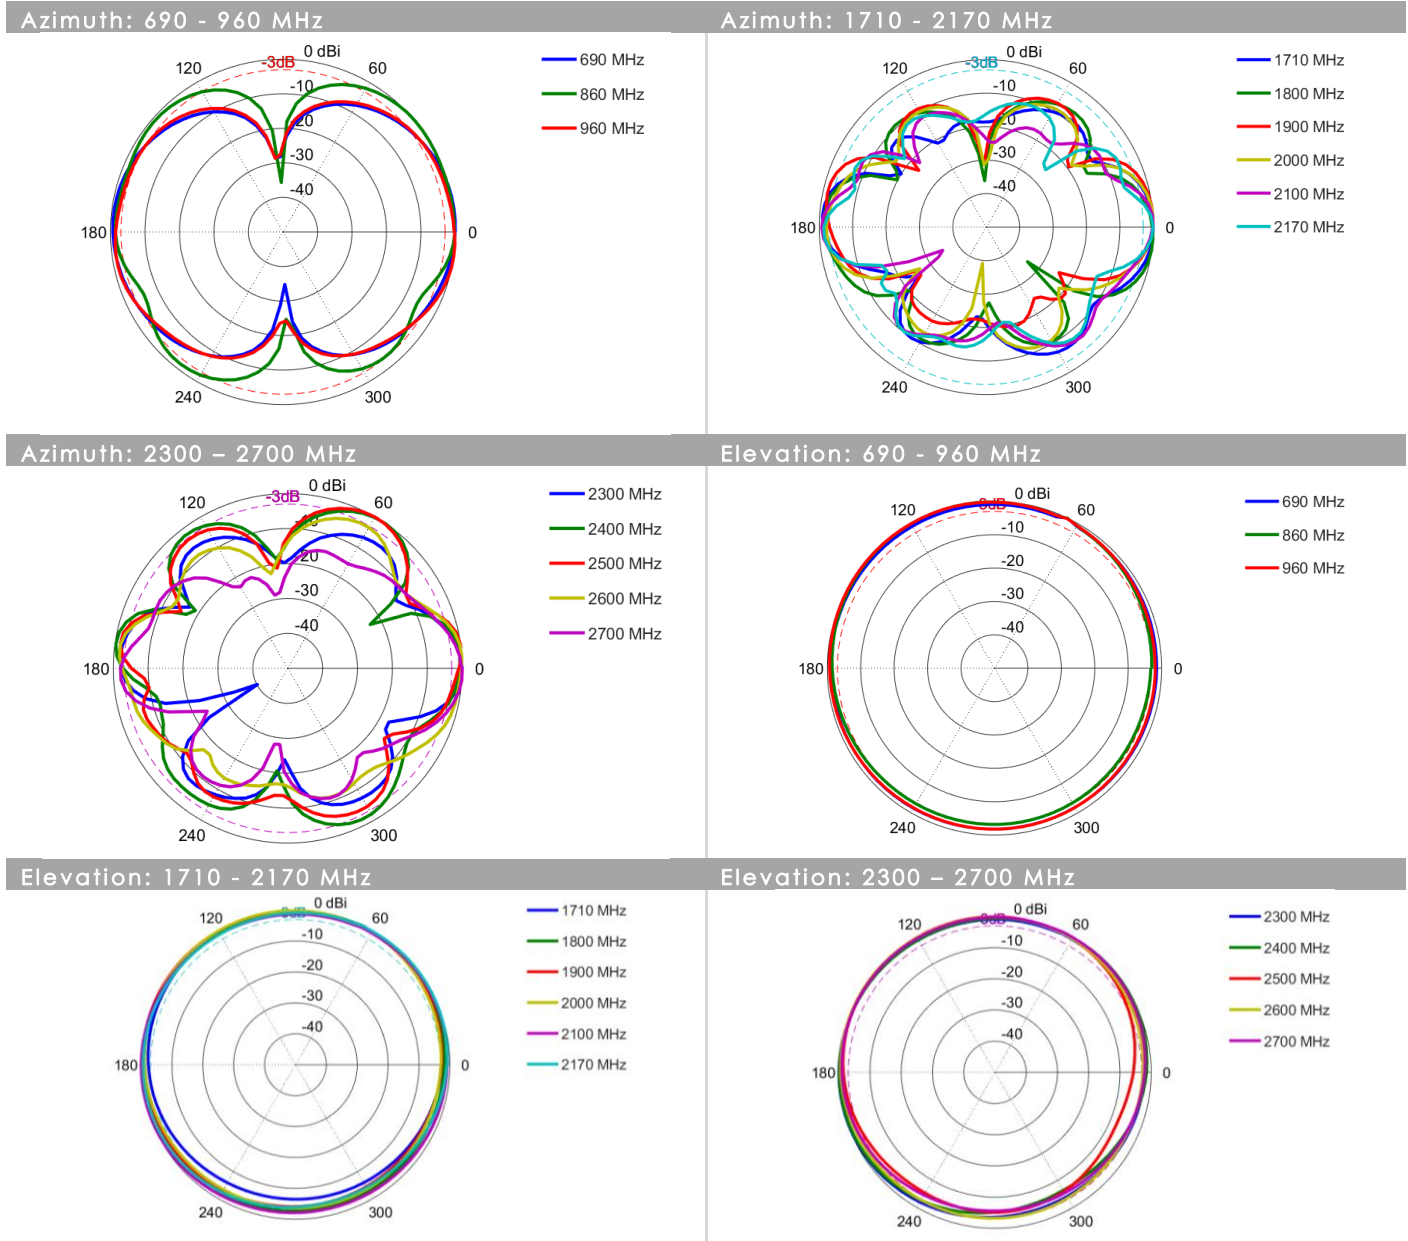 Azimuth: 690 - 960 MHz
0 dBi
-3dB
120
60
-10
-20
-30
-40
180
0
240
300
690 MHz
860 MHz
960 MHz
Azimuth: 1710 - 2170 MHz
0 dBi
-3dB
120
60
-10
-30
-40
180
0
240
300
1710 MHz
1800 MHz
1900 MHz
2000 MHz
2100 MHz
2170 MHz
Azimuth: 2300 – 2700 MHz
0 dBi
-3dB
120
60
-20
-30
-40
180
0
240
300
2300 MHz
2400 MHz
2500 MHz
2600 MHz
2700 MHz
Elevation: 690 - 960 MHz
0 dBi
-3dB
120
60
-10
-20
-30
-40
180
0
240
300
690 MHz
860 MHz
960 MHz
Elevation: 1710 - 2170 MHz
0 dBi
-3dB
120
60
-10
-20
-30
-40
180
0
240
300
1710 MHz
1800 MHz
1900 MHz
2000 MHz
2100 MHz
2170 MHz
Elevation: 2300 – 2700 MHz
0 dBi
-3dB
120
60
-10
-20
-30
-40
180
0
240
300
2300 MHz
2400 MHz
2500 MHz
2600 MHz
2700 MHz